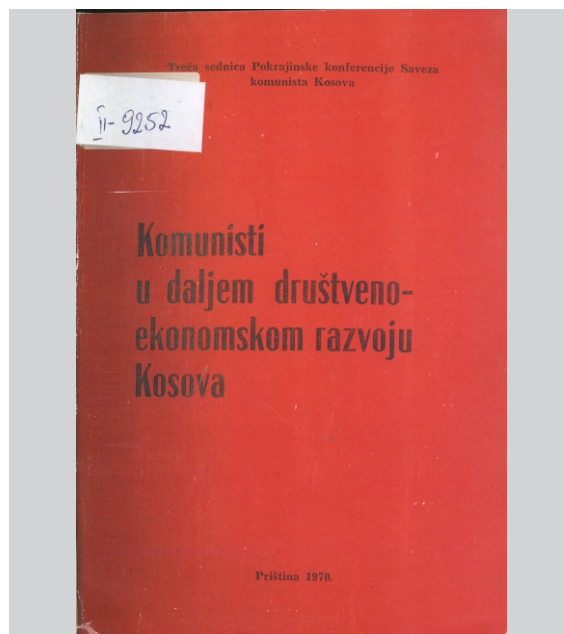 Treća sednica Pokrajinske konferencije Saveza
komunista Kosova
II-9252
Komunisti
u daljem društveno-
ekonomskom razvoju
Kosova
Priština 1970.